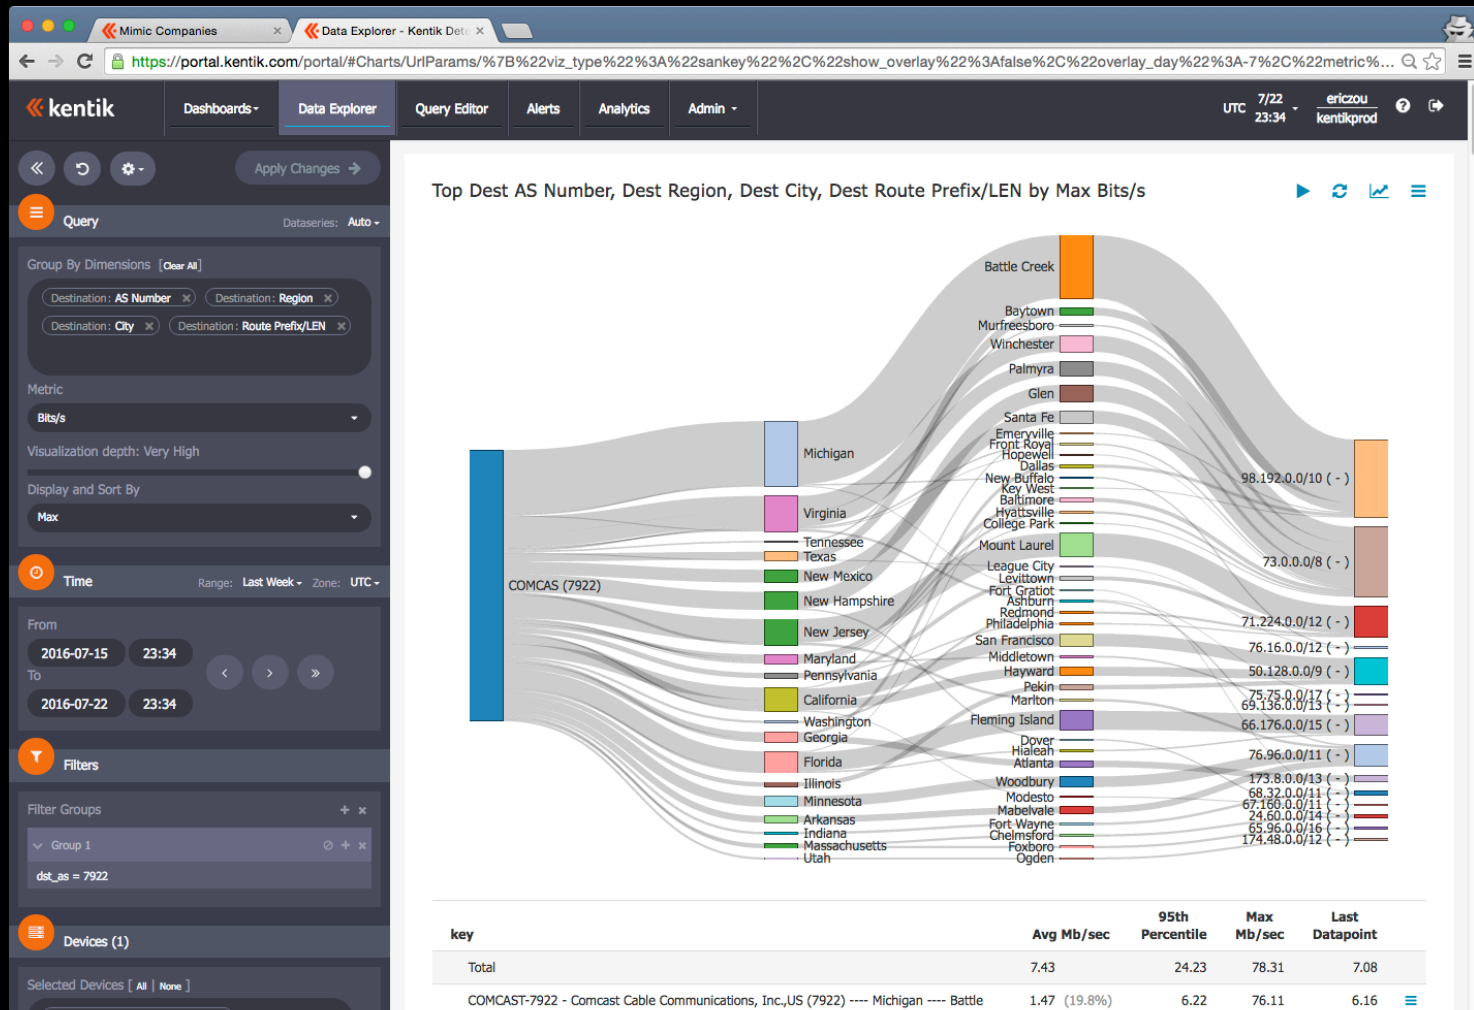 Mimic Companies ×
Data Explorer - Kentik Det ×
https://portal.kentik.com/portal/#Charts/UrlParams/%7B%22viz_type%22%3A%22sankey%22%2C%22show_overlay%22%3Afalse%2C%22overlay_day%22%3A-7%2C%22metric%...
kentik
Dashboards
Data Explorer
Query Editor
Alerts
Analytics
Admin
UTC 7/22 23:34
ericzou
kentikprod
Apply Changes
Query
Dataseries: Auto
Group By Dimensions [Clear All]
Destination: AS Number ×
Destination: Region ×
Destination: City ×
Destination: Route Prefix/LEN ×
Metric
Bits/s
Visualization depth: Very High
Display and Sort By
Max
Time
Range: Last Week Zone: UTC
From
2016-07-15 23:34
To
2016-07-22 23:34
Filters
Filter Groups + ×
Group 1 + ×
dst_as = 7922
Devices (1)
Selected Devices [ All | None ]
Top Dest AS Number, Dest Region, Dest City, Dest Route Prefix/LEN by Max Bits/s
COMCAS (7922)
Michigan
Virginia
Tennessee
Texas
New Mexico
New Hampshire
New Jersey
Maryland
Pennsylvania
California
Washington
Georgia
Florida
Illinois
Minnesota
Arkansas
Indiana
Massachusetts
Utah
Battle Creek
Baytown
Murfreesboro
Winchester
Palmyra
Glen
Santa Fe
Emeryville
Front Royal
Hopewell
Dallas
New Buffalo
Key West
Baltimore
Hyattsville
College Park
Mount Laurel
League City
Levittown
Fort Gratiot
Ashburn
Redmond
Philadelphia
San Francisco
Middletown
Hayward
Pekin
Marlton
Fleming Island
Dover
Hialeah
Atlanta
Woodbury
Modesto
Mabelvale
Fort Wayne
Chelmsford
Foxboro
Ogden
98.192.0.0/10 ( - )
73.0.0.0/8 ( - )
71.224.0.0/12 ( - )
76.16.0.0/12 ( - )
50.128.0.0/9 ( - )
75.75.0.0/17 ( - )
69.136.0.0/13 ( - )
66.176.0.0/15 ( - )
76.96.0.0/11 ( - )
173.8.0.0/13 ( - )
68.32.0.0/11 ( - )
67.160.0.0/11 ( - )
24.60.0.0/14 ( - )
65.96.0.0/16 ( - )
174.48.0.0/12 ( - )
key Avg Mb/sec 95th Percentile Max Mb/sec Last Datapoint
Total 7.43 24.23 78.31 7.08
COMCAST-7922 - Comcast Cable Communications, Inc.,US (7922) ---- Michigan ---- Battle 1.47 (19.8%) 6.22 76.11 6.16